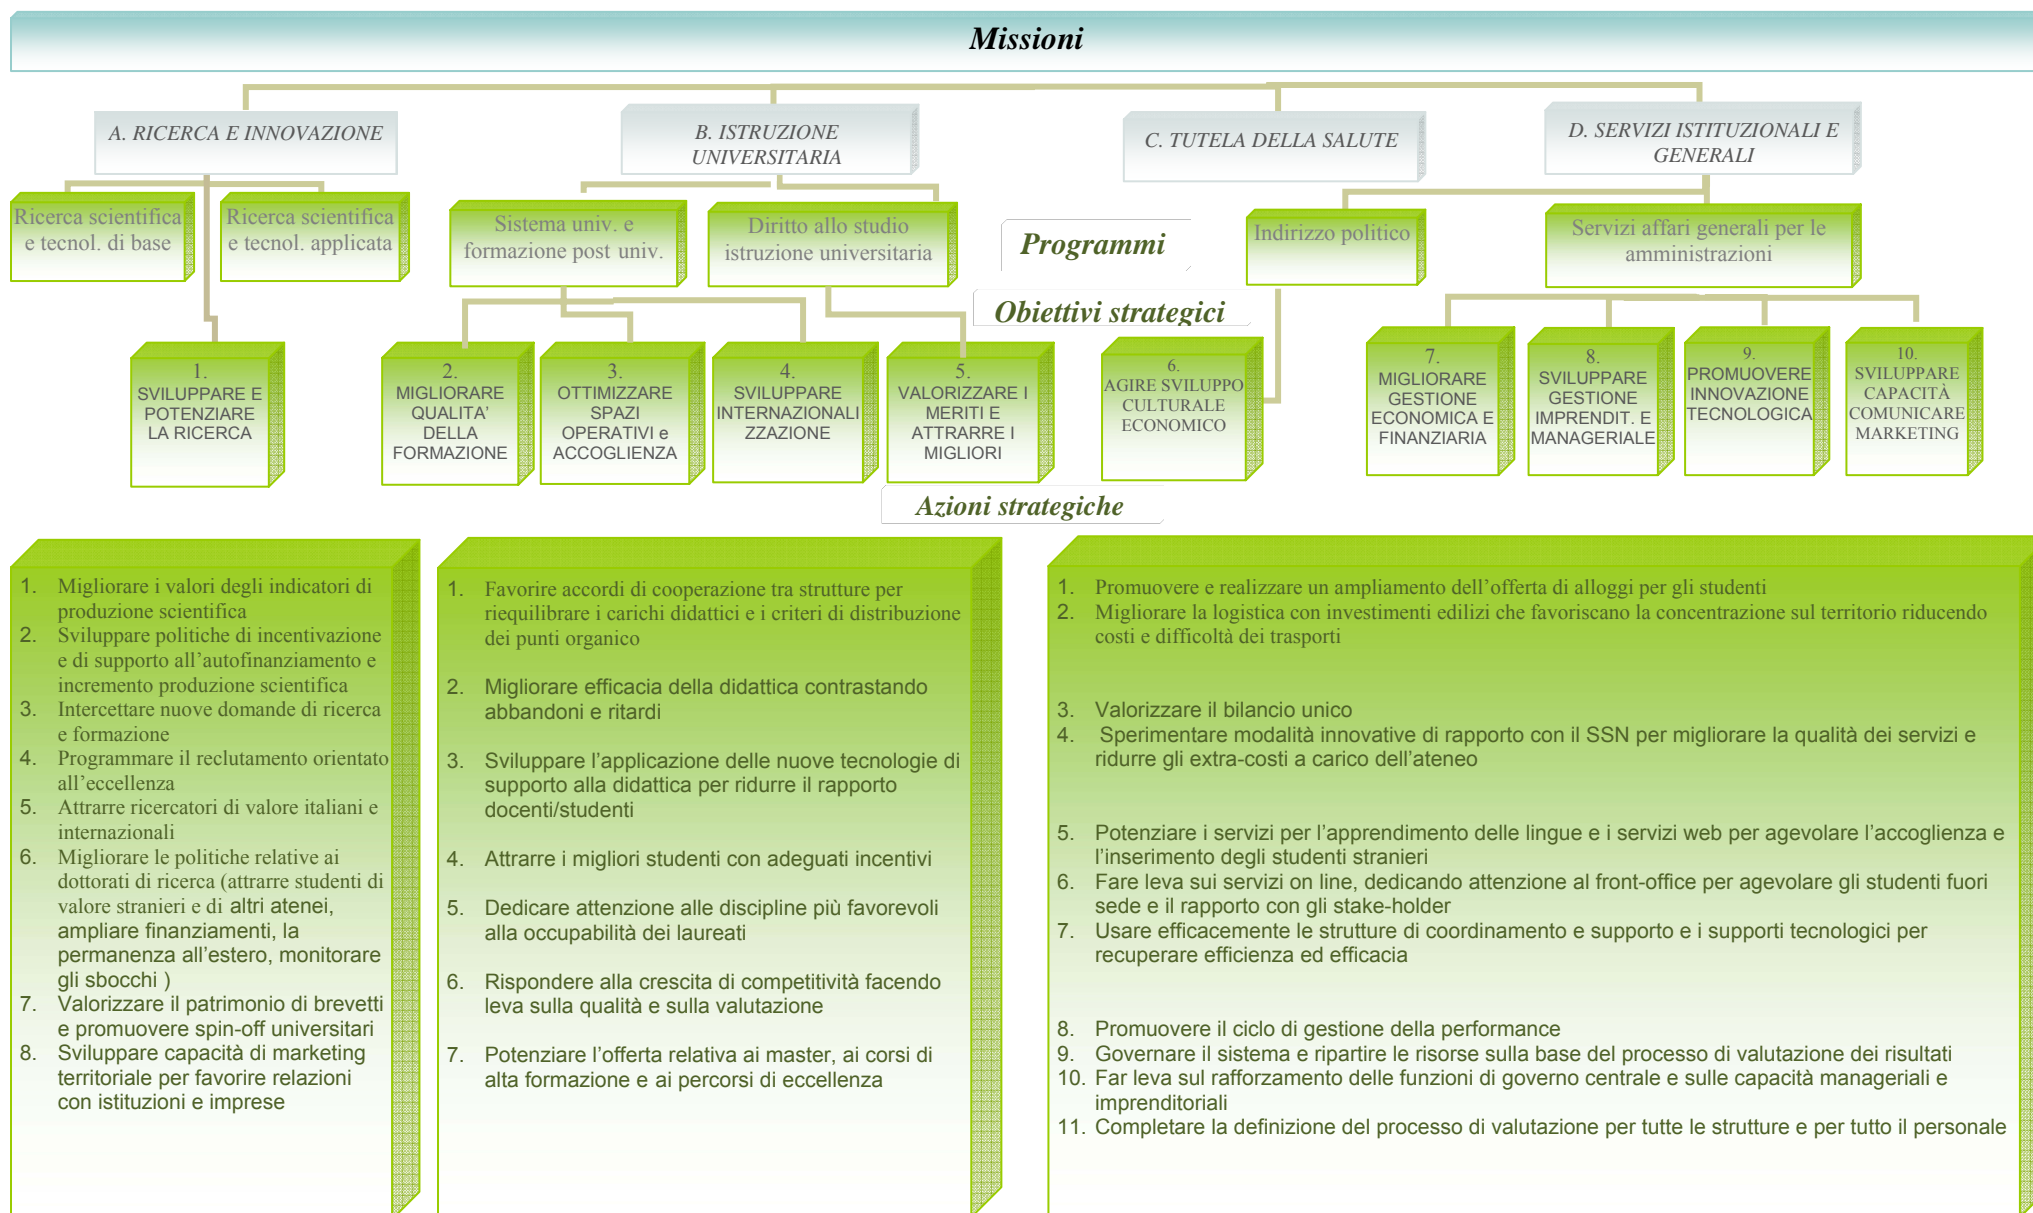 Missioni
A. RICERCA E INNOVAZIONE
B. ISTRUZIONE
UNIVERSITARIA
C. TUTELA DELLA SALUTE
D. SERVIZI ISTITUZIONALI E
GENERALI
Ricerca scientifica
e tecnol. di base
Ricerca scientifica
e tecnol. applicata
Sistema univ. e
formazione post univ.
Diritto allo studio
istruzione universitaria
Programmi
Indirizzo politico
Servizi affari generali per le
amministrazioni
Obiettivi strategici
1.
SVILUPPARE E
POTENZIARE
LA RICERCA
2.
MIGLIORARE
QUALITA’
DELLA
FORMAZIONE
3.
OTTIMIZZARE
SPAZI
OPERATIVI e
ACCOGLIENZA
4.
SVILUPPARE
INTERNAZIONALI
ZZAZIONE
5.
VALORIZZARE I
MERITI E
ATTRARRE I
MIGLIORI
6.
AGIRE SVILUPPO
CULTURALE
ECONOMICO
7.
MIGLIORARE
GESTIONE
ECONOMICA E
FINANZIARIA
8.
SVILUPPARE
GESTIONE
IMPRENDIT. E
MANAGERIALE
9.
PROMUOVERE
INNOVAZIONE
TECNOLOGICA
10.
SVILUPPARE
CAPACITÀ
COMUNICARE
MARKETING
Azioni strategiche
1. Migliorare i valori degli indicatori di
produzione scientifica
2. Sviluppare politiche di incentivazione
e di supporto all’autofinanziamento e
incremento produzione scientifica
3. Intercettare nuove domande di ricerca
e formazione
4. Programmare il reclutamento orientato
all’eccellenza
5. Attrarre ricercatori di valore italiani e
internazionali
6. Migliorare le politiche relative ai
dottorati di ricerca (attrarre studenti di
valore stranieri e di altri atenei,
ampliare finanziamenti, la
permanenza all’estero, monitorare
gli sbocchi )
7. Valorizzare il patrimonio di brevetti
e promuovere spin-off universitari
8. Sviluppare capacità di marketing
territoriale per favorire relazioni
con istituzioni e imprese
1. Favorire accordi di cooperazione tra strutture per
riequilibrare i carichi didattici e i criteri di distribuzione
dei punti organico
2. Migliorare efficacia della didattica contrastando
abbandoni e ritardi
3. Sviluppare l’applicazione delle nuove tecnologie di
supporto alla didattica per ridurre il rapporto
docenti/studenti
4. Attrarre i migliori studenti con adeguati incentivi
5. Dedicare attenzione alle discipline più favorevoli
alla occupabilità dei laureati
6. Rispondere alla crescita di competitività facendo
leva sulla qualità e sulla valutazione
7. Potenziare l’offerta relativa ai master, ai corsi di
alta formazione e ai percorsi di eccellenza
1. Promuovere e realizzare un ampliamento dell’offerta di alloggi per gli studenti
2. Migliorare la logistica con investimenti edilizi che favoriscano la concentrazione sul territorio riducendo
costi e difficoltà dei trasporti
3. Valorizzare il bilancio unico
4. Sperimentare modalità innovative di rapporto con il SSN per migliorare la qualità dei servizi e
ridurre gli extra-costi a carico dell’ateneo
5. Potenziare i servizi per l’apprendimento delle lingue e i servizi web per agevolare l’accoglienza e
l’inserimento degli studenti stranieri
6. Fare leva sui servizi on line, dedicando attenzione al front-office per agevolare gli studenti fuori
sede e il rapporto con gli stake-holder
7. Usare efficacemente le strutture di coordinamento e supporto e i supporti tecnologici per
recuperare efficienza ed efficacia
8. Promuovere il ciclo di gestione della performance
9. Governare il sistema e ripartire le risorse sulla base del processo di valutazione dei risultati
10. Far leva sul rafforzamento delle funzioni di governo centrale e sulle capacità manageriali e
imprenditoriali
11. Completare la definizione del processo di valutazione per tutte le strutture e per tutto il personale